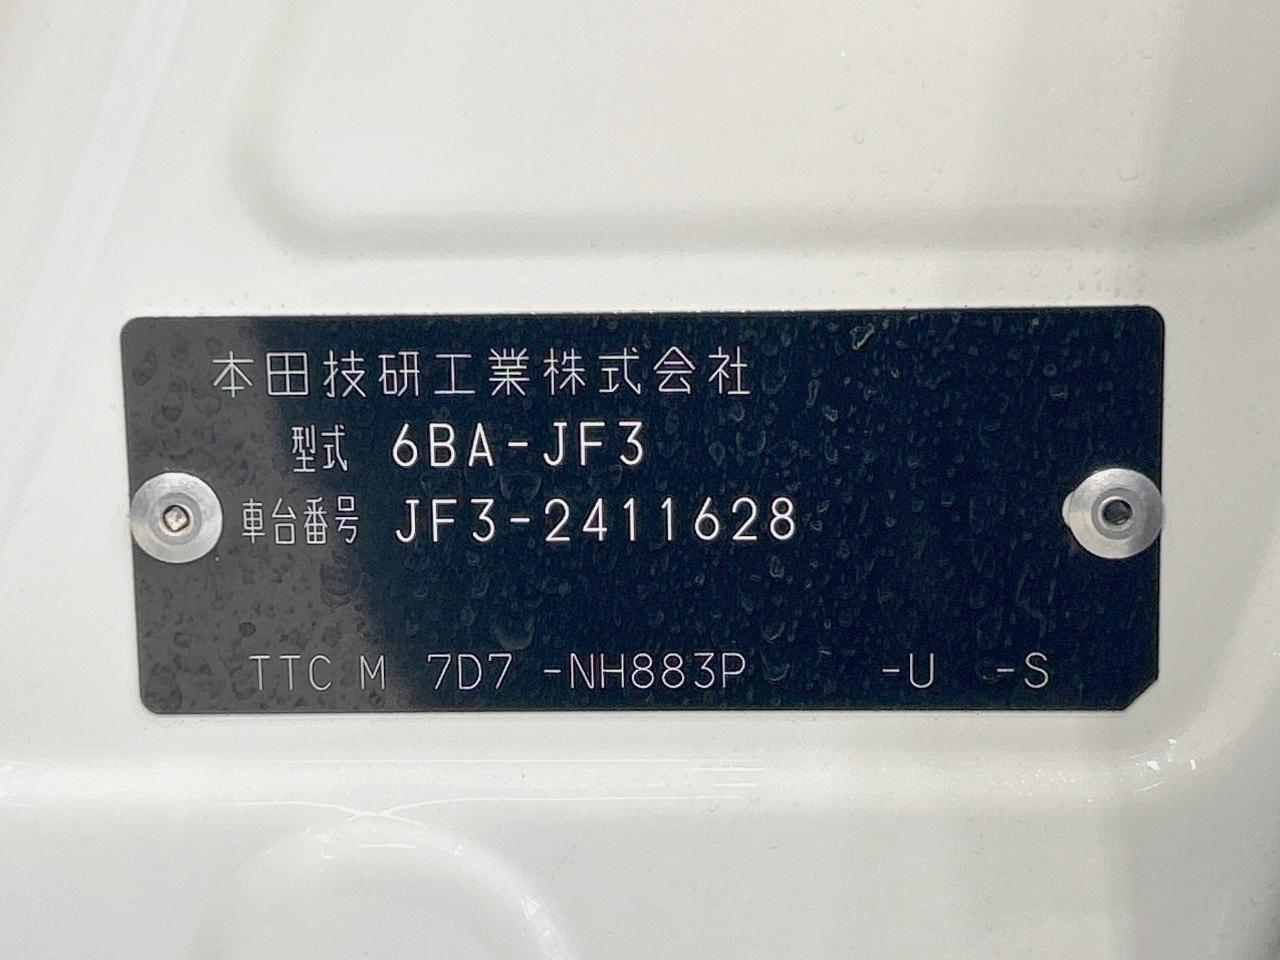 本田技研工業株式会社
型式 6BA-JF3
車台番号 JF3-2411628
TTC M 7D7 -NH883P -U -S